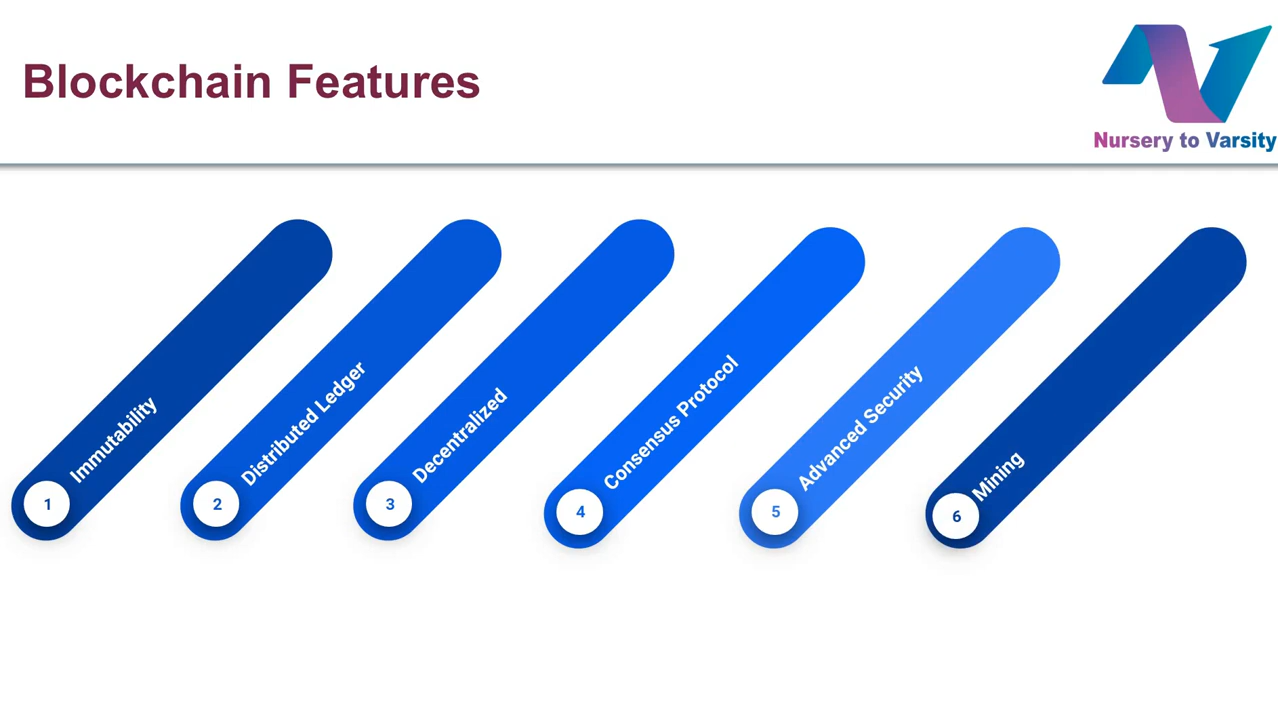 Blockchain Features
Nursery to Varsity
1 Immutability
2 Distributed Ledger
3 Decentralized
4 Consensus Protocol
5 Advanced Security
6 Mining